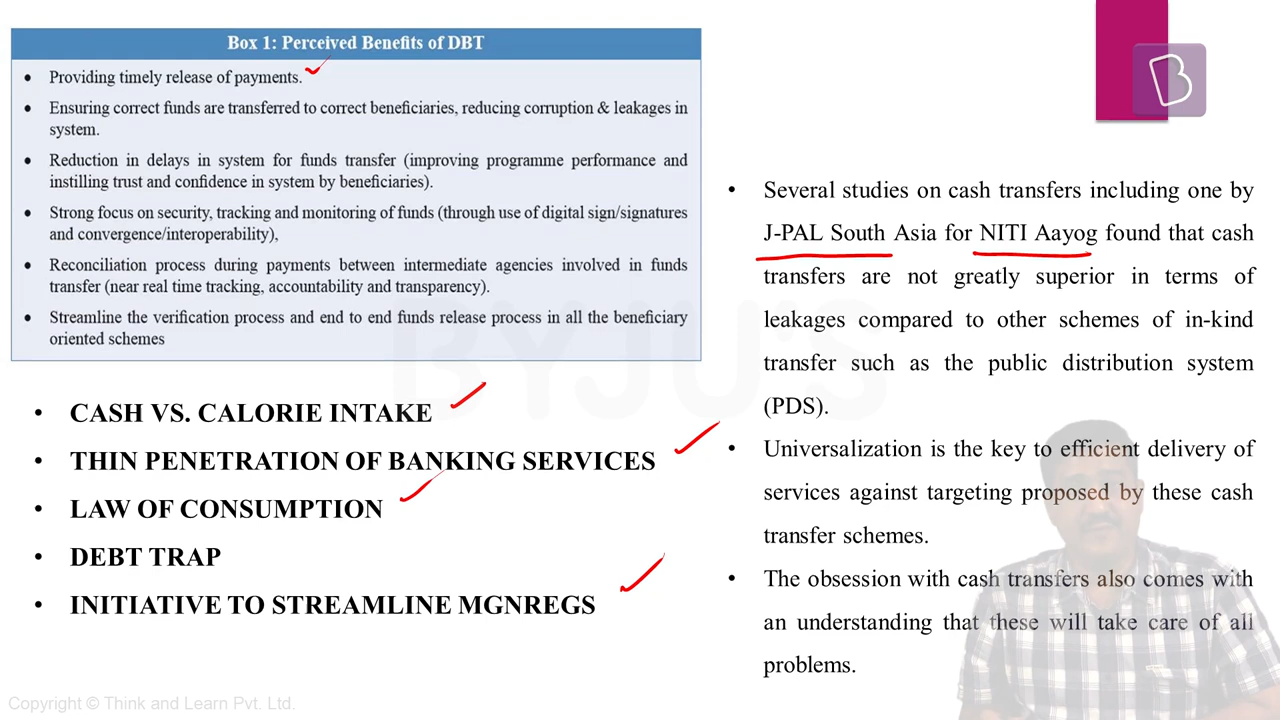 Box 1: Perceived Benefits of DBT
• Providing timely release of payments.
• Ensuring correct funds are transferred to correct beneficiaries, reducing corruption & leakages in
system.
• Reduction in delays in system for funds transfer (improving programme performance and
instilling trust and confidence in system by beneficiaries).
• Strong focus on security, tracking and monitoring of funds (through use of digital sign/signatures
and convergence/interoperability),
• Reconciliation process during payments between intermediate agencies involved in funds
transfer (near real time tracking, accountability and transparency).
• Streamline the verification process and end to end funds release process in all the beneficiary
oriented schemes
• CASH VS. CALORIE INTAKE
• THIN PENETRATION OF BANKING SERVICES
• LAW OF CONSUMPTION
• DEBT TRAP
• INITIATIVE TO STREAMLINE MGNREGS
• Several studies on cash transfers including one by
J-PAL South Asia for NITI Aayog found that cash
transfers are not greatly superior in terms of
leakages compared to other schemes of in-kind
transfer such as the public distribution system
(PDS).
• Universalization is the key to efficient delivery of
services against targeting proposed by these cash
transfer schemes.
• The obsession with cash transfers also comes with
an understanding that these will take care of all
problems.
BYJU'S
Copyright © Think and Learn Pvt. Ltd.